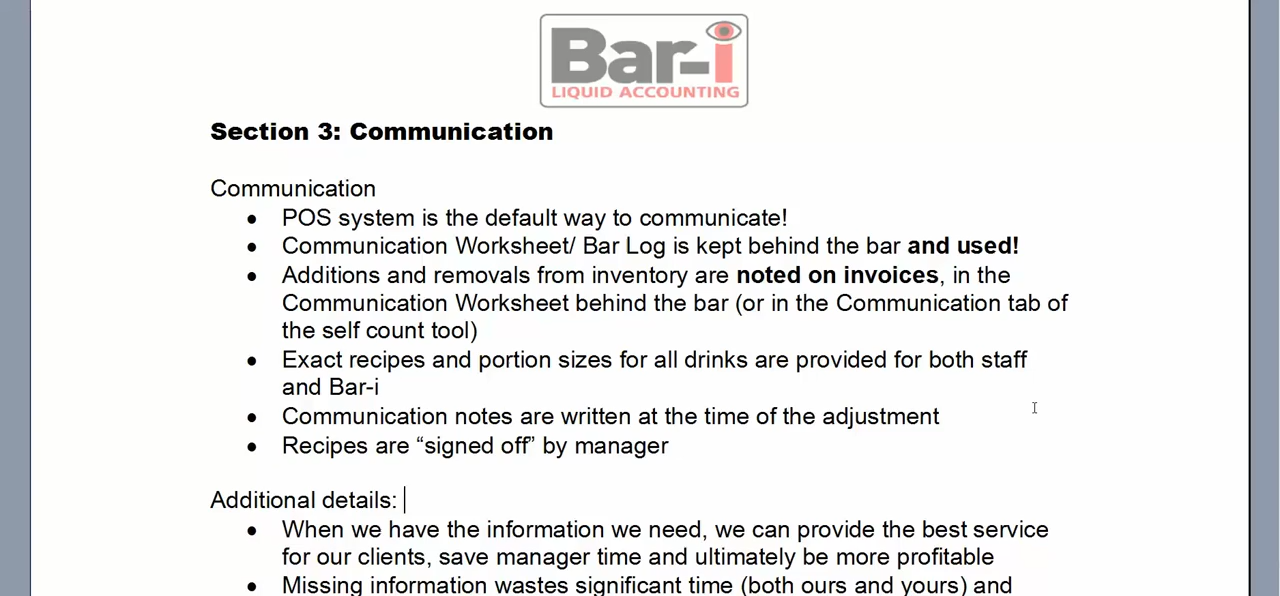 Bar-i
LIQUID ACCOUNTING
Section 3: Communication
Communication
• POS system is the default way to communicate!
• Communication Worksheet/ Bar Log is kept behind the bar and used!
• Additions and removals from inventory are noted on invoices, in the
Communication Worksheet behind the bar (or in the Communication tab of
the self count tool)
• Exact recipes and portion sizes for all drinks are provided for both staff
and Bar-i
• Communication notes are written at the time of the adjustment
• Recipes are “signed off” by manager
Additional details:
• When we have the information we need, we can provide the best service
for our clients, save manager time and ultimately be more profitable
• Missing information wastes significant time (both ours and yours) and